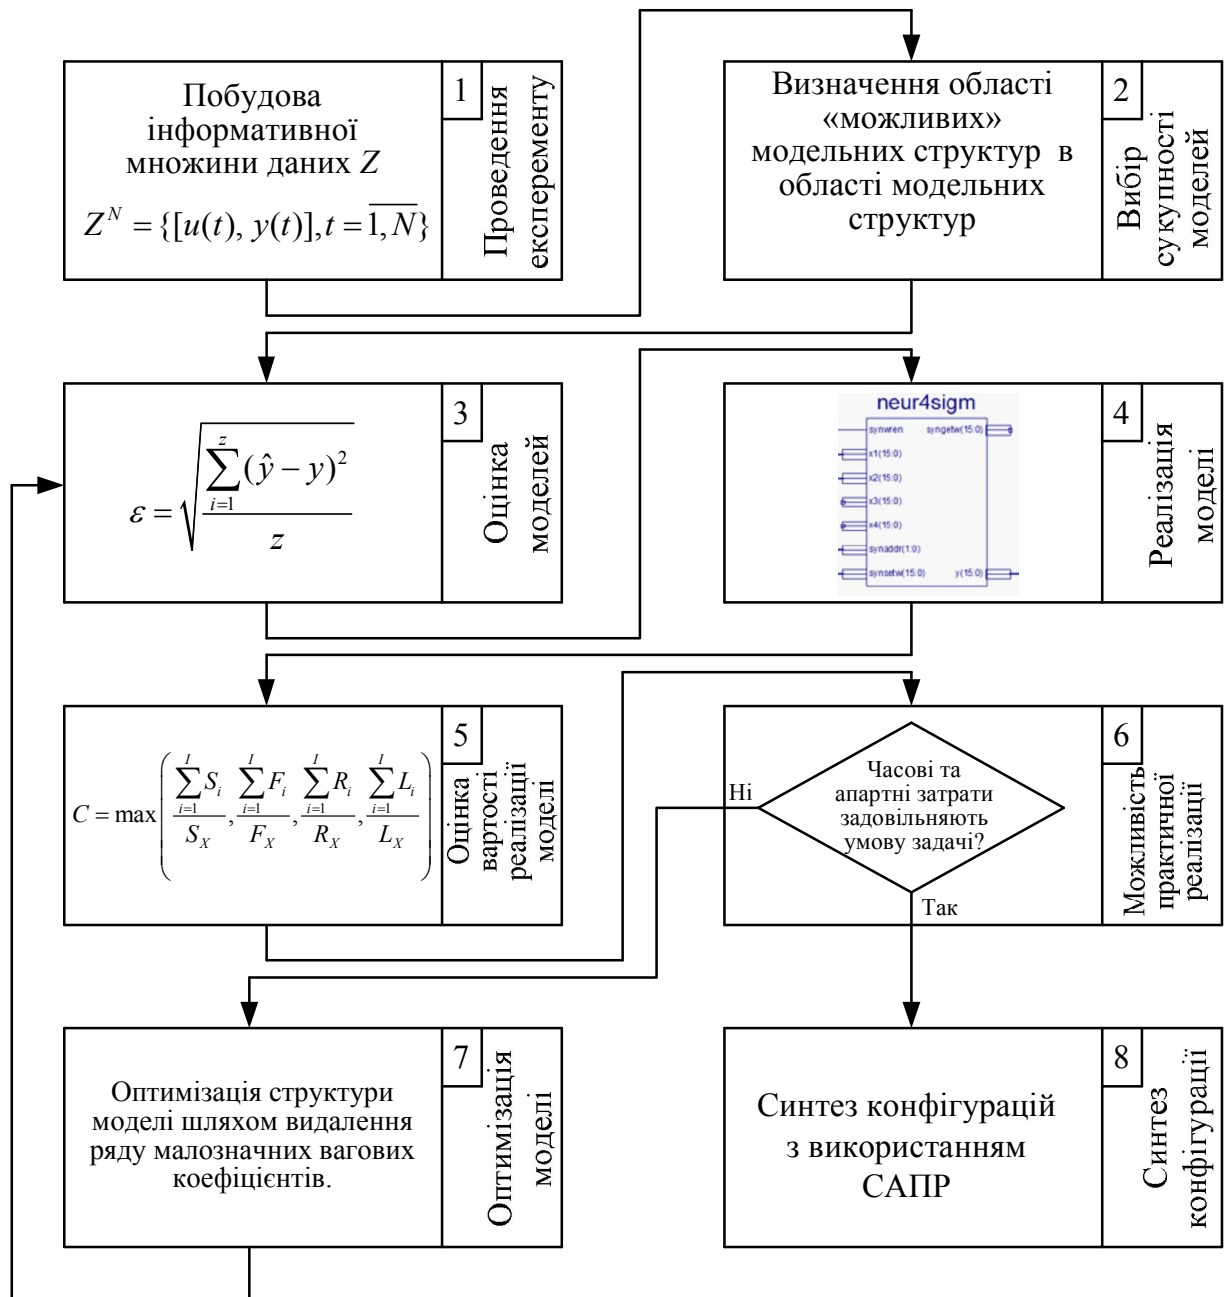 Побудова
інформативної
множини даних Z
Z^N = {[u(t), y(t)], t = \overline{1, N}}
1
Проведення
експеременту
Визначення області
«можливих»
модельних структур в
області модельних
структур
2
Вибір
сукупності
моделей
ε = √(∑_{i=1}^{z} (ŷ − y)² / z)
3
Оцінка
моделей
neur4sigm
synwren syngetw(15:0)
x1(15:0)
x2(15:0)
x3(15:0)
x4(15:0)
synaddr(1:0)
synsetw(15:0) y(15:0)
4
Реалізація
моделі
C = max(∑_{i=1}^{I} S_i / S_X, ∑_{i=1}^{I} F_i / F_X, ∑_{i=1}^{I} R_i / R_X, ∑_{i=1}^{I} L_i / L_X)
5
Оцінка
вартості
реалізації
моделі
Часові та
апартні затрати
задовільняють
умову задачі?
Ні
Так
6
Можливість
практичної
реалізації
Оптимізація структури
моделі шляхом видалення
ряду малозначних вагових
коефіцієнтів.
7
Оптимізація
моделі
Синтез конфігурацій
з використанням
САПР
8
Синтез
конфігурації